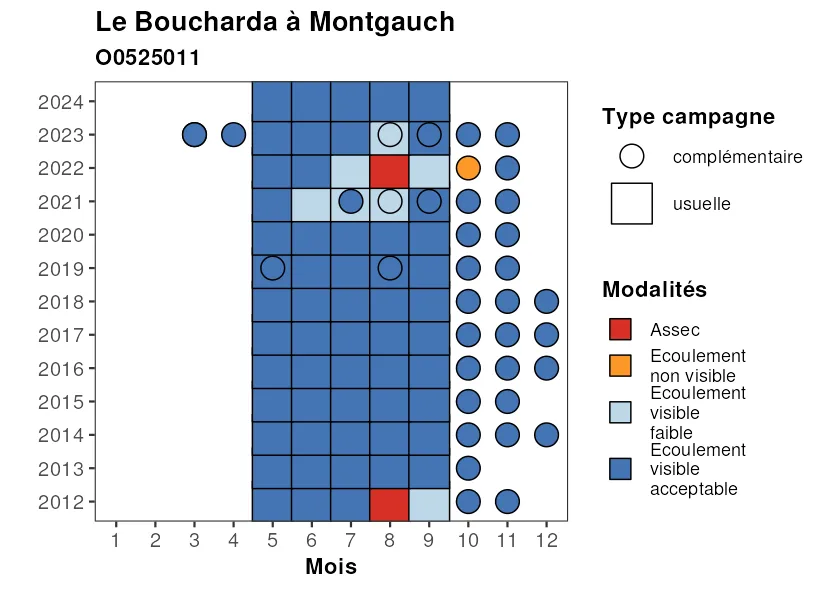 Le Boucharda à Montgauch
O0525011
2024
2023
2022
2021
2020
2019
2018
2017
2016
2015
2014
2013
2012
1 2 3 4 5 6 7 8 9 10 11 12
Mois
Type campagne
complémentaire
usuelle
Modalités
Assec
Ecoulement
non visible
Ecoulement
visible
faible
Ecoulement
visible
acceptable